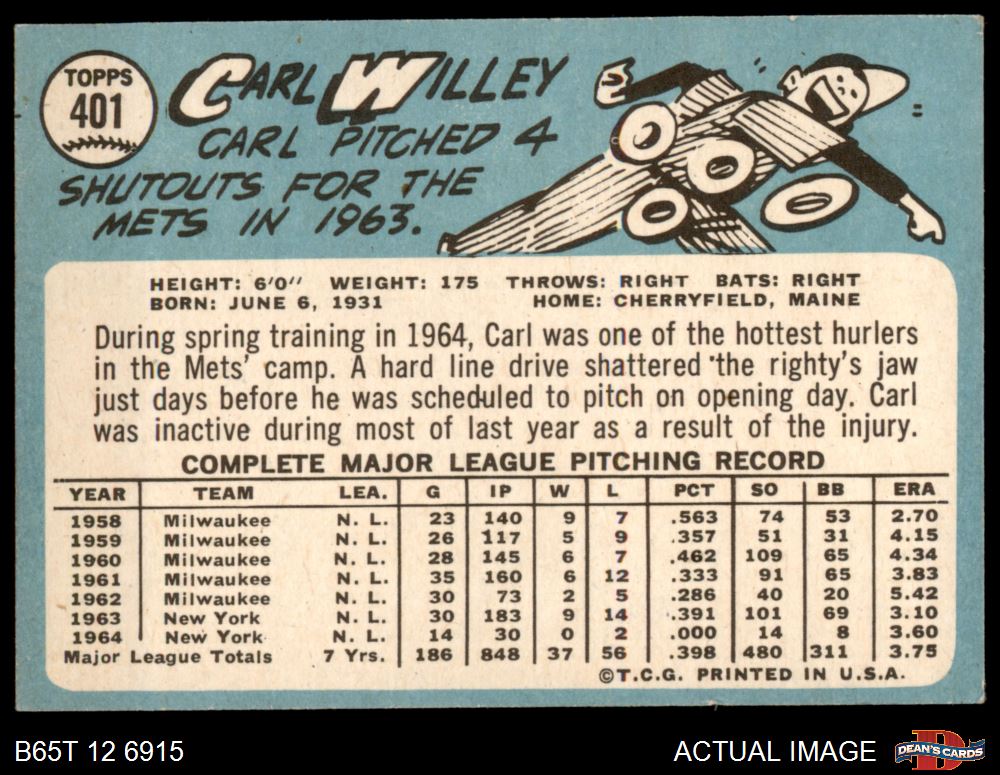 TOPPS
401
CARL WILLEY
CARL PITCHED 4
SHUTOUTS FOR THE
METS IN 1963.
HEIGHT: 6'0" WEIGHT: 175 THROWS: RIGHT BATS: RIGHT
BORN: JUNE 6, 1931 HOME: CHERRYFIELD, MAINE
During spring training in 1964, Carl was one of the hottest hurlers
in the Mets' camp. A hard line drive shattered the righty's jaw
just days before he was scheduled to pitch on opening day. Carl
was inactive during most of last year as a result of the injury.
COMPLETE MAJOR LEAGUE PITCHING RECORD
YEAR TEAM LEA. G IP W L PCT SO BB ERA
1958 Milwaukee N. L. 23 140 9 7 .563 74 53 2.70
1959 Milwaukee N. L. 26 117 5 9 .357 51 31 4.15
1960 Milwaukee N. L. 28 145 6 7 .462 109 65 4.34
1961 Milwaukee N. L. 35 160 6 12 .333 91 65 3.83
1962 Milwaukee N. L. 30 73 2 5 .286 40 20 5.42
1963 New York N. L. 30 183 9 14 .391 101 69 3.10
1964 New York N. L. 14 30 0 2 .000 14 8 3.60
Major League Totals 7 Yrs. 186 848 37 56 .398 480 311 3.75
©T.C.G. PRINTED IN U.S.A.
B65T 12 6915 ACTUAL IMAGE DEAN'S CARDS